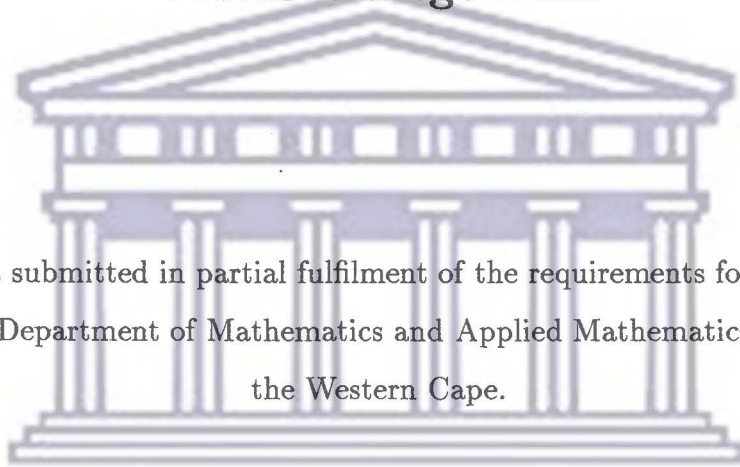 submitted in partial fulfilment of the requirements fo
Department of Mathematics and Applied Mathematic
the Western Cape.